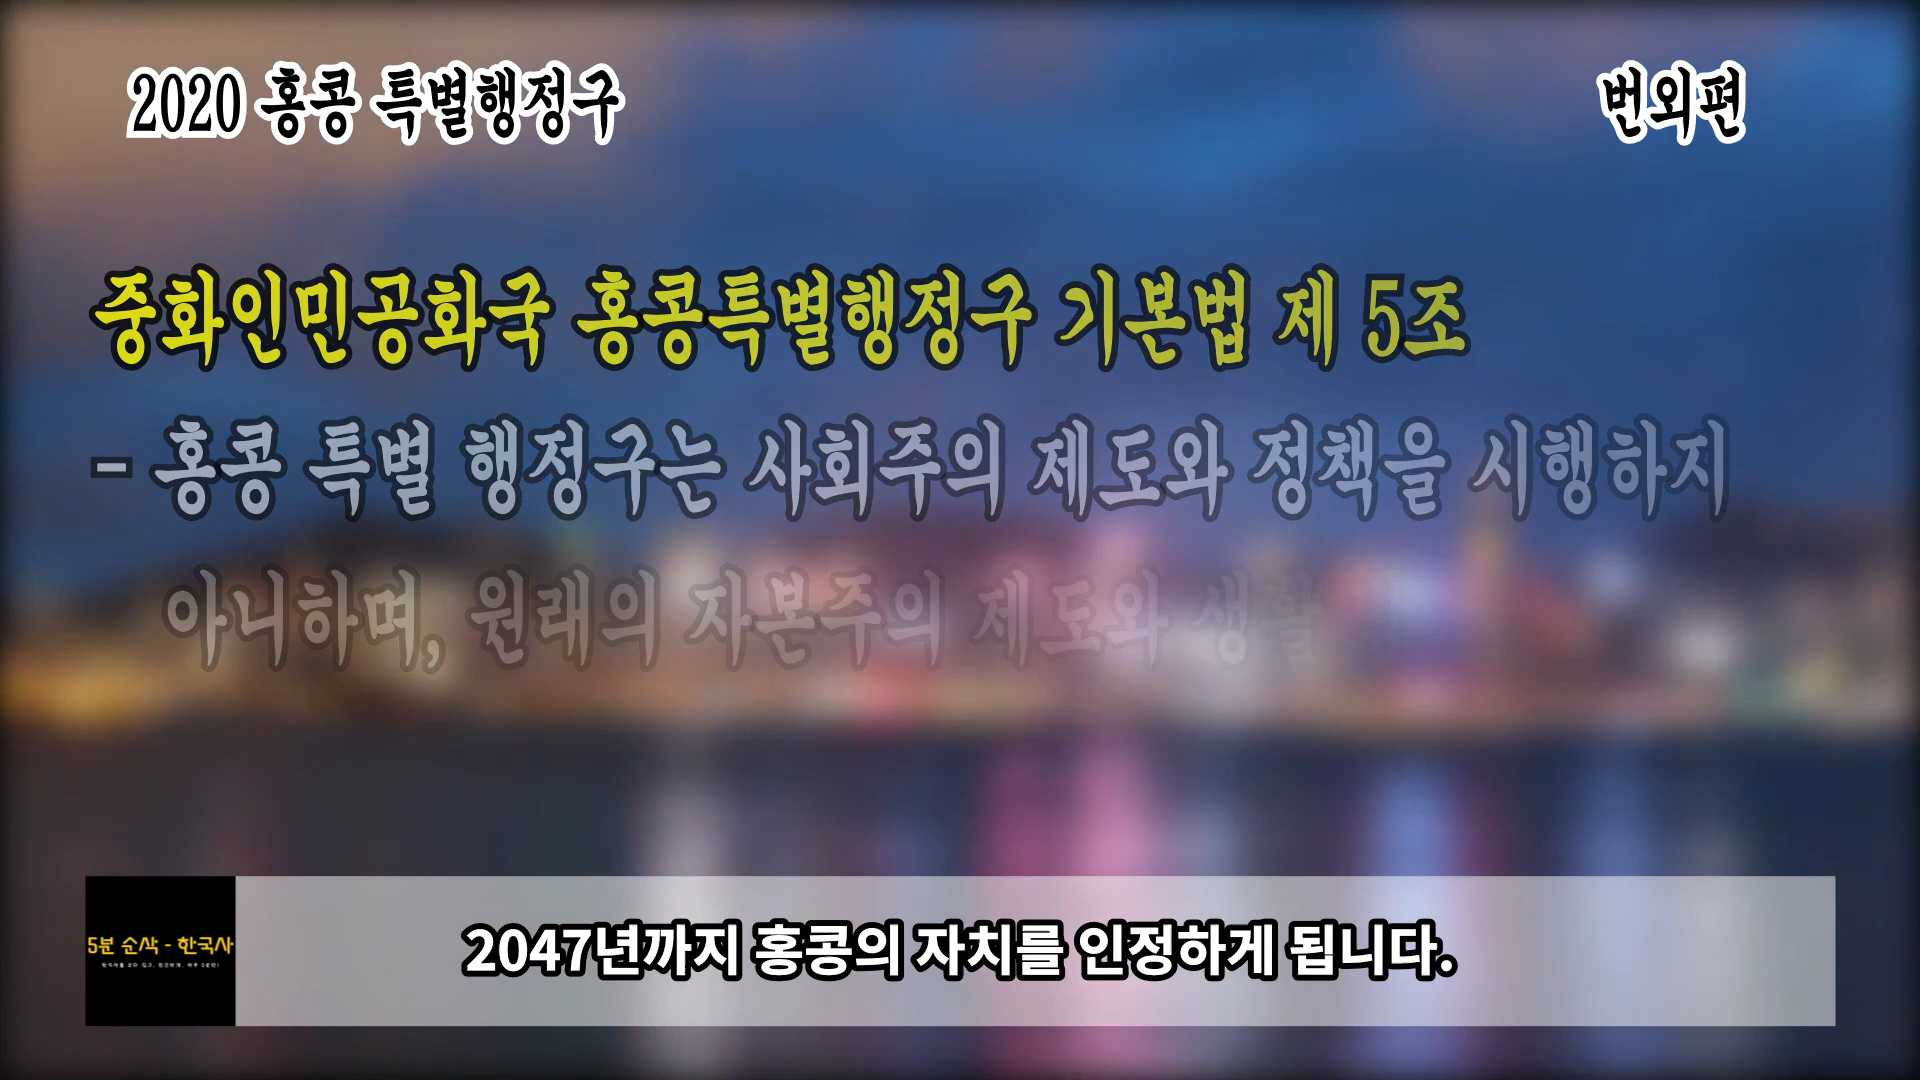 2020 홍콩 특별행정구
번외편
중화인민공화국 홍콩특별행정구 기본법 제 5조
- 홍콩 특별 행정구는 사회주의 제도와 정책을 시행하지
아니하며, 원래의 자본주의 제도와 생활
5분 순삭 - 한국사
2047년까지 홍콩의 자치를 인정하게 됩니다.